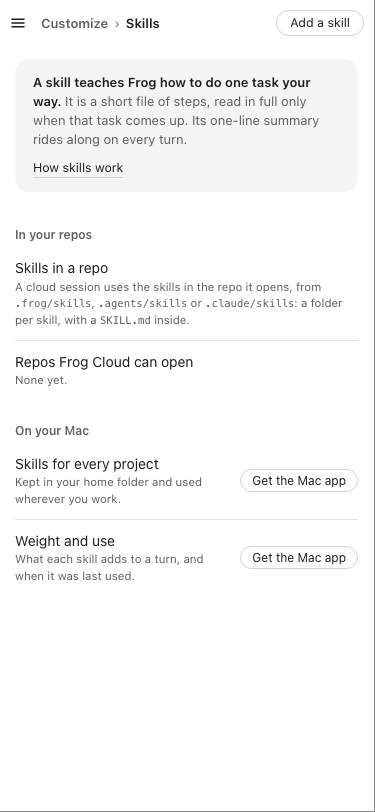 Customize › Skills
Add a skill
A skill teaches Frog how to do one task your
way. It is a short file of steps, read in full only
when that task comes up. Its one-line summary
rides along on every turn.
How skills work
In your repos
Skills in a repo
A cloud session uses the skills in the repo it opens, from
.frog/skills, .agents/skills or .claude/skills: a folder
per skill, with a SKILL.md inside.
Repos Frog Cloud can open
None yet.
On your Mac
Skills for every project
Kept in your home folder and used
wherever you work.
Get the Mac app
Weight and use
What each skill adds to a turn, and
when it was last used.
Get the Mac app